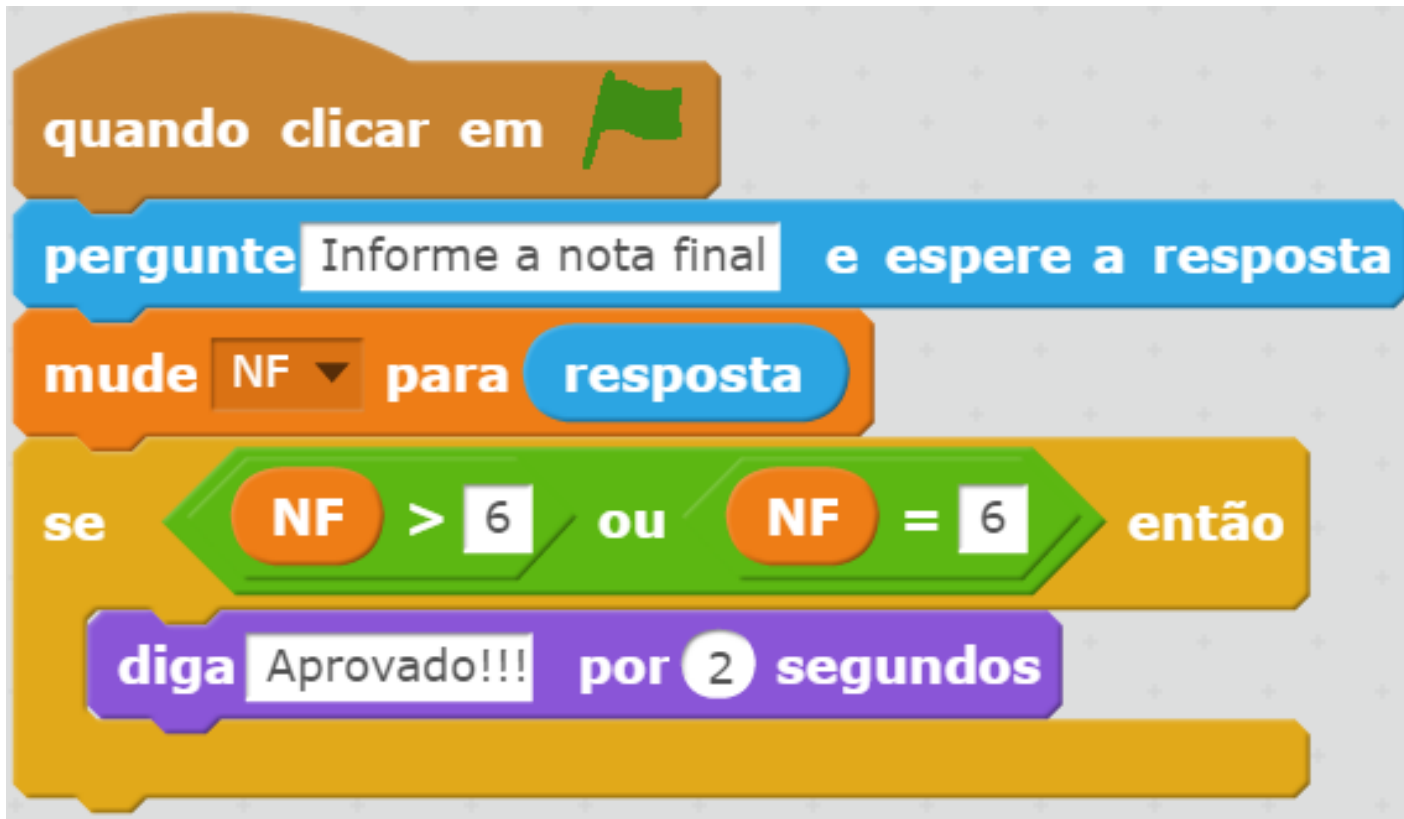 quando clicar em
pergunte Informe a nota final e espere a resposta
mude NF para resposta
se NF > 6 ou NF = 6 então
diga Aprovado!!! por 2 segundos